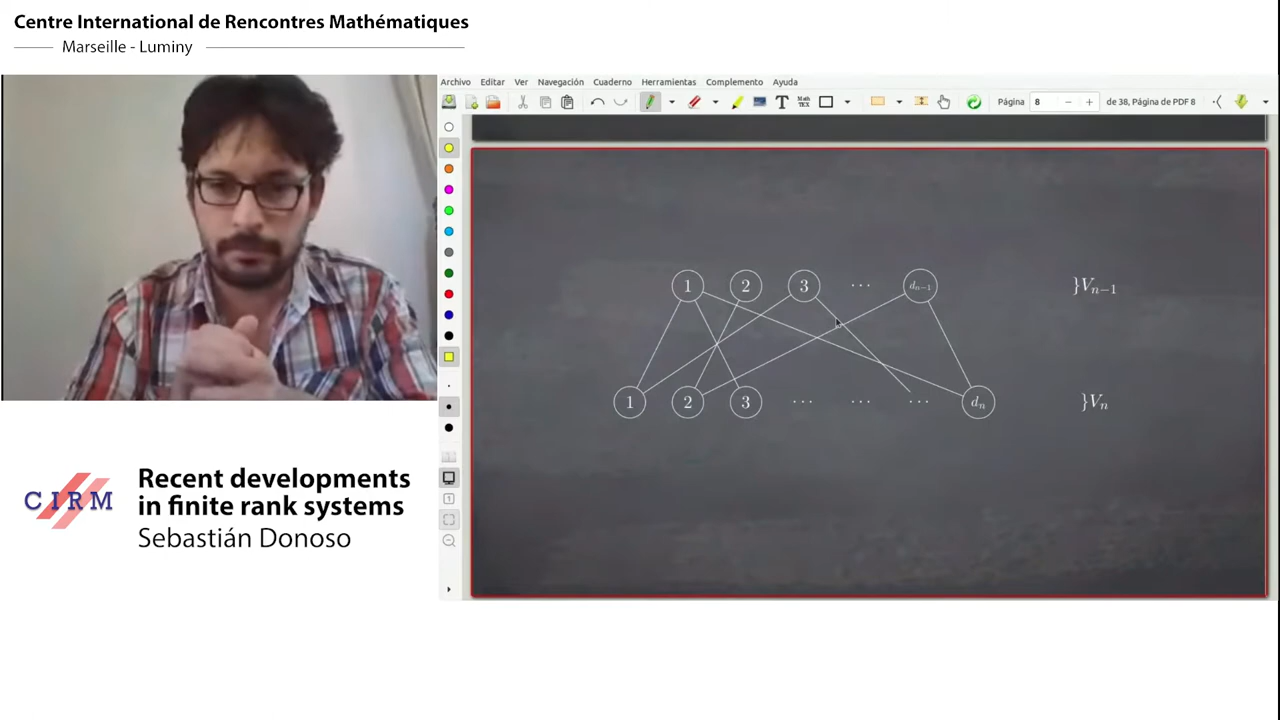 Centre International de Rencontres Mathématiques
Marseille - Luminy
Archivo Editar Ver Navegación Cuaderno Herramientas Complemento Ayuda
T Math TEX Página 8 − + de 38, Página de PDF 8
1 2 3 ⋯ d_{n-1} }V_{n-1}
1 2 3 ⋯ ⋯ ⋯ d_n }V_n
CIRM
Recent developments
in finite rank systems
Sebastián Donoso